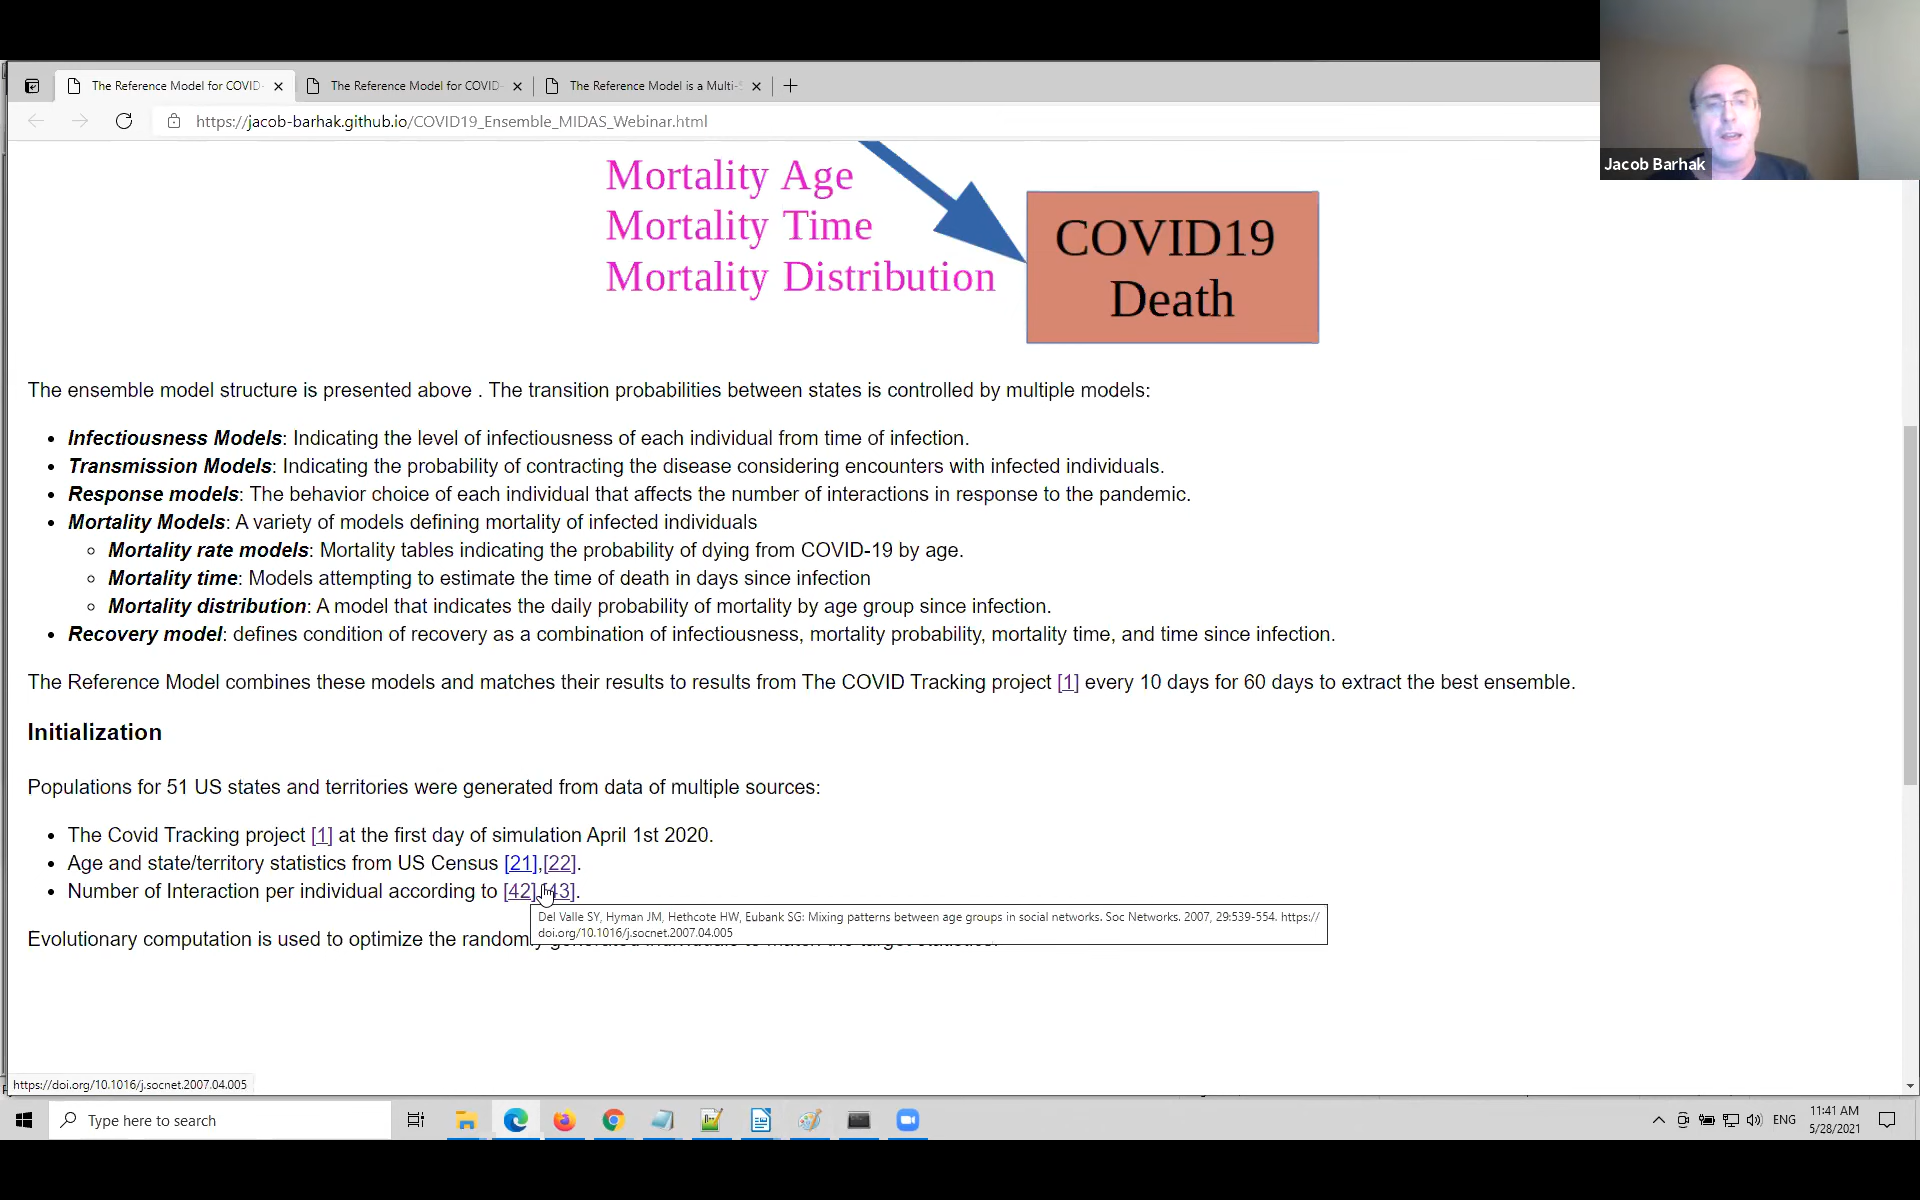 The Reference Model for COVID
The Reference Model for COVID
The Reference Model is a Multi-
https://jacob-barhak.github.io/COVID19_Ensemble_MIDAS_Webinar.html
Jacob Barhak
Mortality Age
Mortality Time
Mortality Distribution
COVID19
Death
The ensemble model structure is presented above . The transition probabilities between states is controlled by multiple models:
• Infectiousness Models: Indicating the level of infectiousness of each individual from time of infection.
• Transmission Models: Indicating the probability of contracting the disease considering encounters with infected individuals.
• Response models: The behavior choice of each individual that affects the number of interactions in response to the pandemic.
• Mortality Models: A variety of models defining mortality of infected individuals
◦ Mortality rate models: Mortality tables indicating the probability of dying from COVID-19 by age.
◦ Mortality time: Models attempting to estimate the time of death in days since infection
◦ Mortality distribution: A model that indicates the daily probability of mortality by age group since infection.
• Recovery model: defines condition of recovery as a combination of infectiousness, mortality probability, mortality time, and time since infection.
The Reference Model combines these models and matches their results to results from The COVID Tracking project [1] every 10 days for 60 days to extract the best ensemble.
Initialization
Populations for 51 US states and territories were generated from data of multiple sources:
• The Covid Tracking project [1] at the first day of simulation April 1st 2020.
• Age and state/territory statistics from US Census [21],[22].
• Number of Interaction per individual according to [42],[43].
Del Valle SY, Hyman JM, Hethcote HW, Eubank SG: Mixing patterns between age groups in social networks. Soc Networks. 2007, 29:539-554. https://
doi.org/10.1016/j.socnet.2007.04.005
Evolutionary computation is used to optimize the randomly generated individuals to match the target statistics.
https://doi.org/10.1016/j.socnet.2007.04.005
Type here to search
ENG
11:41 AM
5/28/2021